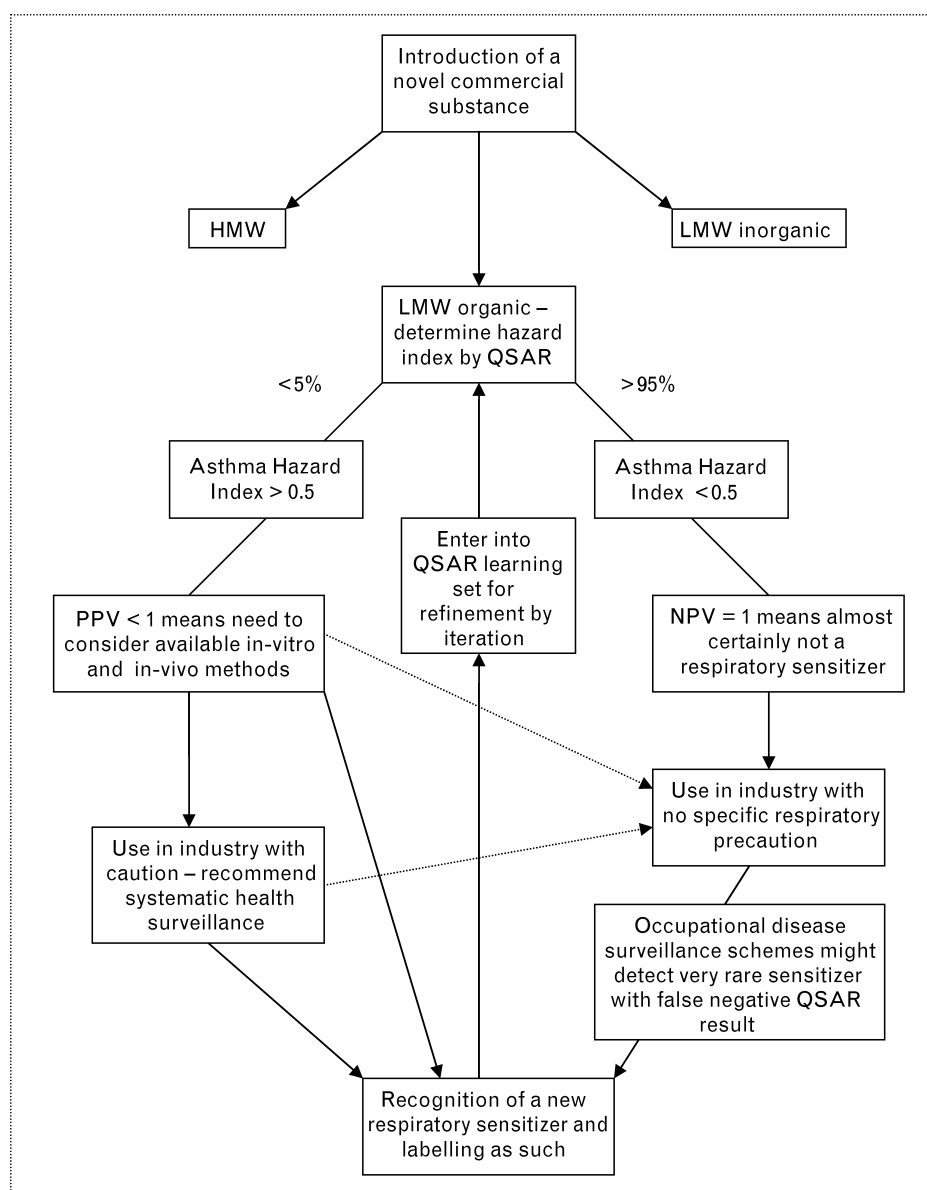 Introduction of a
novel commercial
substance
HMW
LMW inorganic
LMW organic –
determine hazard
index by QSAR
<5%
>95%
Asthma Hazard
Index > 0.5
Asthma Hazard
Index <0.5
Enter into
QSAR learning
set for
refinement by
iteration
PPV < 1 means need to
consider available in-vitro
and in-vivo methods
NPV = 1 means almost
certainly not a
respiratory sensitizer
Use in industry with
no specific respiratory
precaution
Use in industry with
caution – recommend
systematic health
surveillance
Occupational disease
surveillance schemes might
detect very rare sensitizer
with false negative QSAR
result
Recognition of a new
respiratory sensitizer and
labelling as such